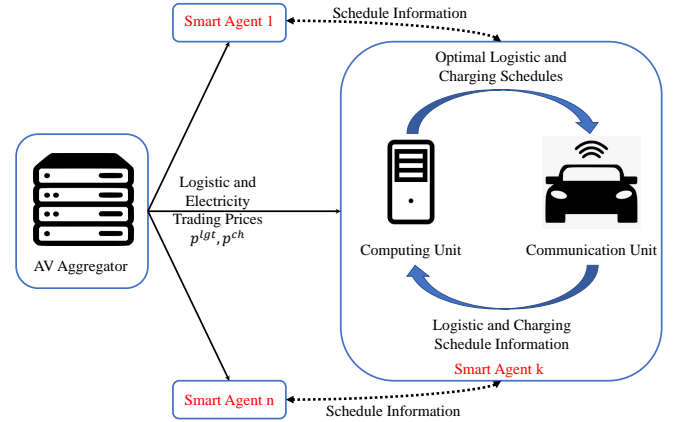 Schedule Information
Smart Agent 1
Optimal Logistic and
Charging Schedules
Logistic and
Electricity
Trading Prices
p^{lgt}, p^{ch}
AV Aggregator
Computing Unit
Communication Unit
Logistic and Charging
Schedule Information
Smart Agent k
Smart Agent n
Schedule Information